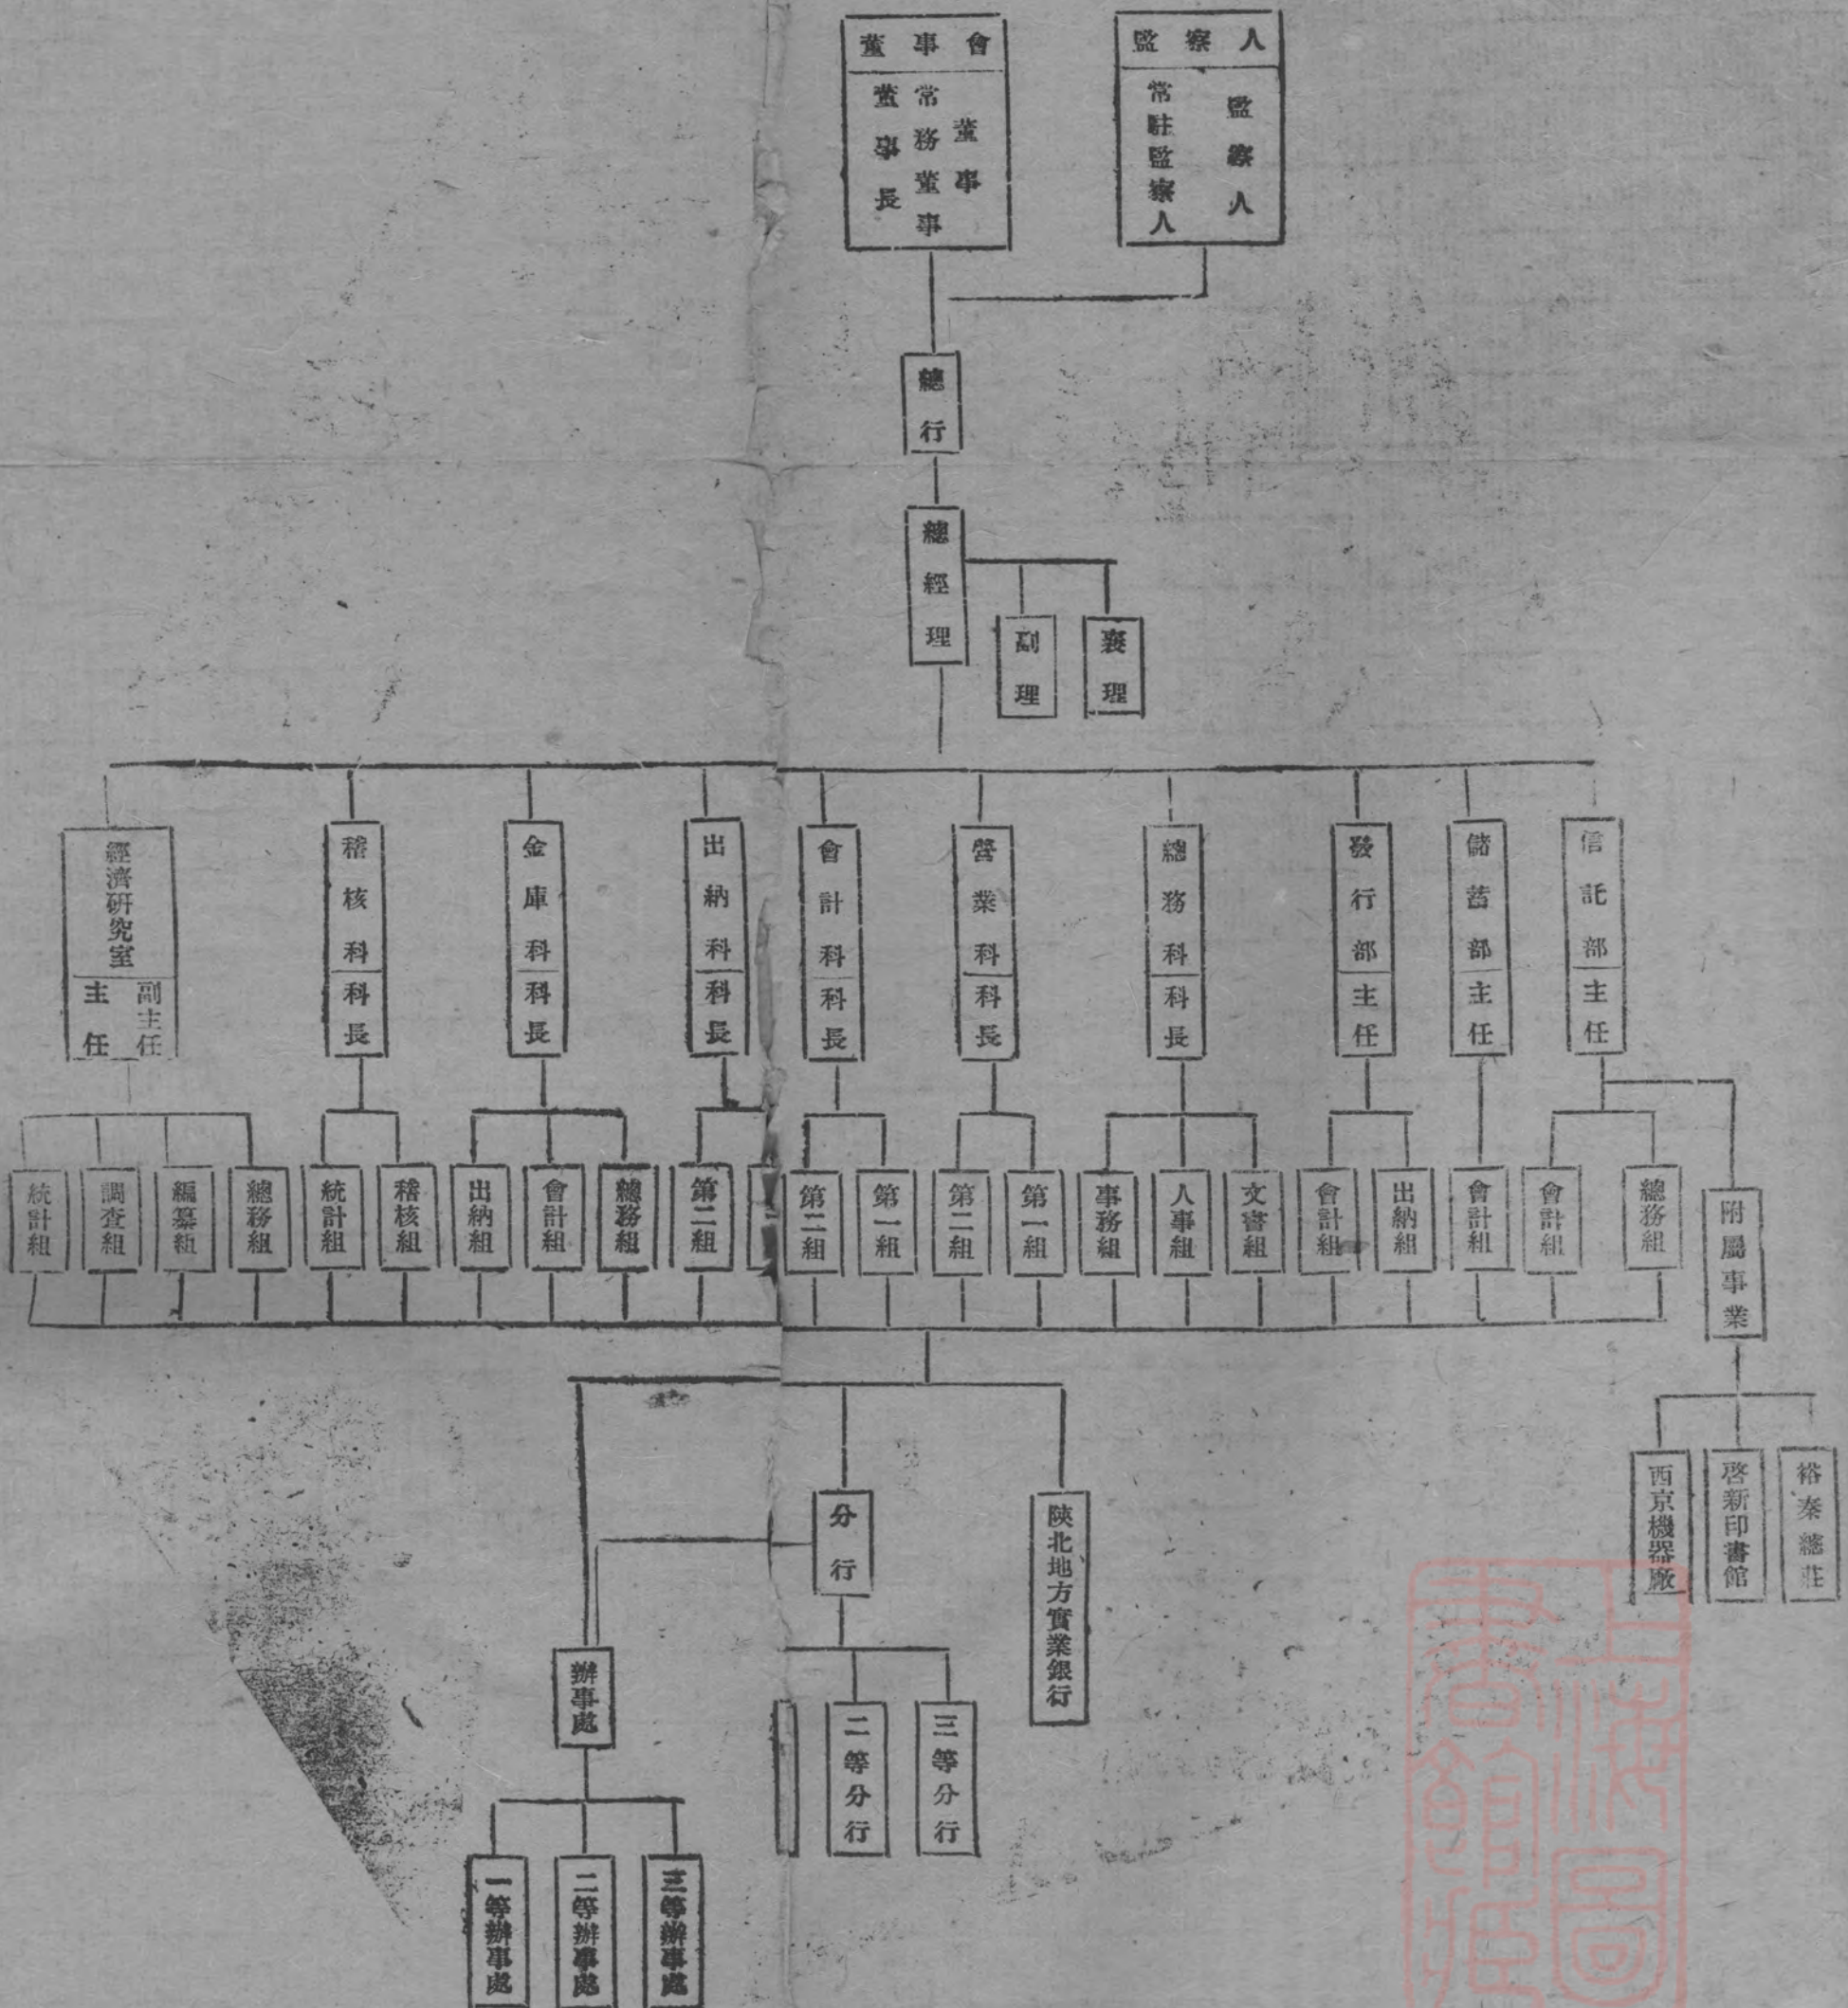 監察人
監察人
常駐監察人
董事會
董事
常務董事
董事長
總行
總經理
襄理
副理
信託部主任
儲蓄部主任
發行部主任
總務科科長
營業科科長
會計科科長
出納科科長
金庫科科長
稽核科科長
經濟研究室
副主任
主任
附屬事業
總務組
會計組
會計組
出納組
會計組
文書組
人事組
事務組
第一組
第二組
第一組
第二組
第二組
總務組
會計組
出納組
稽核組
統計組
總務組
編纂組
調查組
統計組
裕秦總莊
啓新印書館
西京機器廠
陝北地方實業銀行
分行
辦事處
三等分行
二等分行
三等辦事處
二等辦事處
一等辦事處
上海圖
書館藏